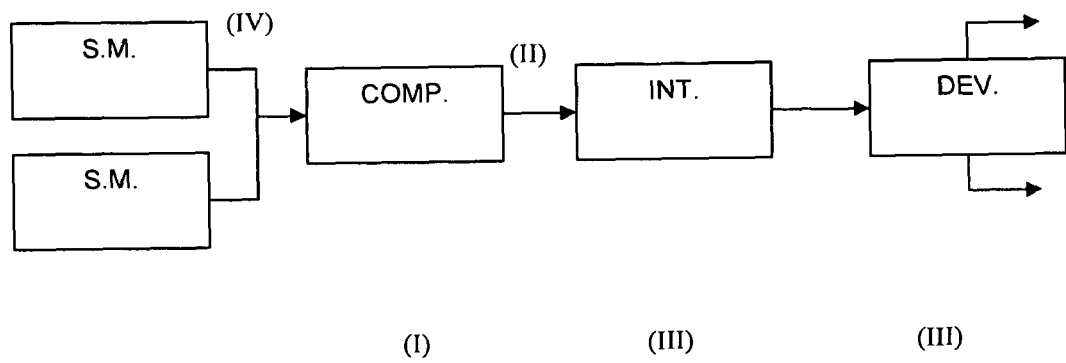 (IV)
S.M.
(II)
COMP.
INT.
DEV.
S.M.
(I)
(III)
(III)